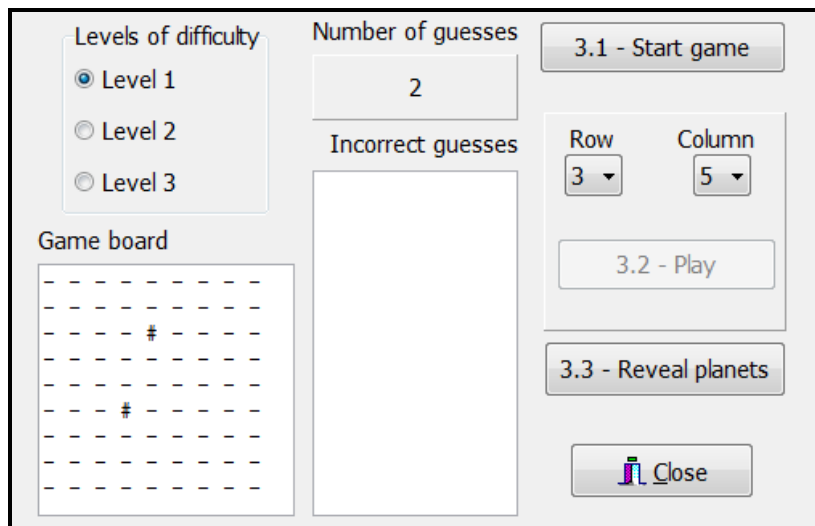 Levels of difficulty
Level 1
Level 2
Level 3
Number of guesses
2
Incorrect guesses
3.1 - Start game
Row Column
3 5
3.2 - Play
3.3 - Reveal planets
Close
Game board
- - - - - - - - -
- - - - - - - - -
- - - - # - - - -
- - - - - - - - -
- - - - - - - - -
- - - # - - - - -
- - - - - - - - -
- - - - - - - - -
- - - - - - - - -